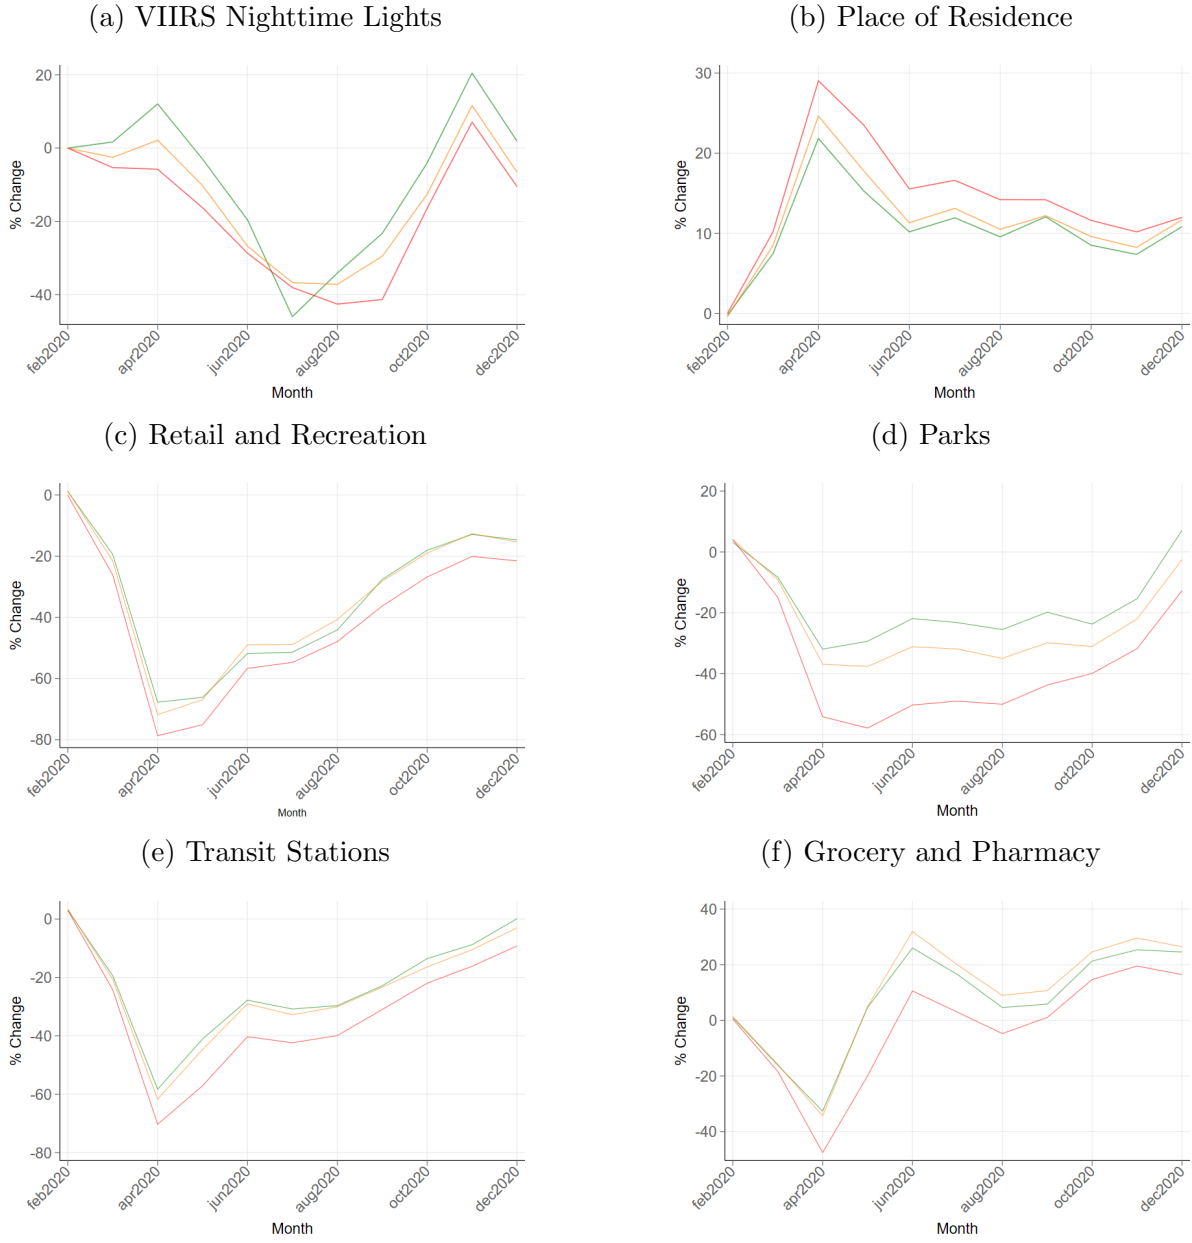 (a) VIIRS Nighttime Lights
20
0
-20
-40
% Change
feb2020
apr2020
jun2020
aug2020
oct2020
dec2020
Month
(b) Place of Residence
30
20
10
0
% Change
feb2020
apr2020
jun2020
aug2020
oct2020
dec2020
Month
(c) Retail and Recreation
0
-20
-40
-60
-80
% Change
feb2020
apr2020
jun2020
aug2020
oct2020
dec2020
Month
(d) Parks
20
0
-20
-40
-60
% Change
feb2020
apr2020
jun2020
aug2020
oct2020
dec2020
Month
(e) Transit Stations
0
-20
-40
-60
-80
% Change
feb2020
apr2020
jun2020
aug2020
oct2020
dec2020
Month
(f) Grocery and Pharmacy
40
20
0
-20
-40
% Change
feb2020
apr2020
jun2020
aug2020
oct2020
dec2020
Month